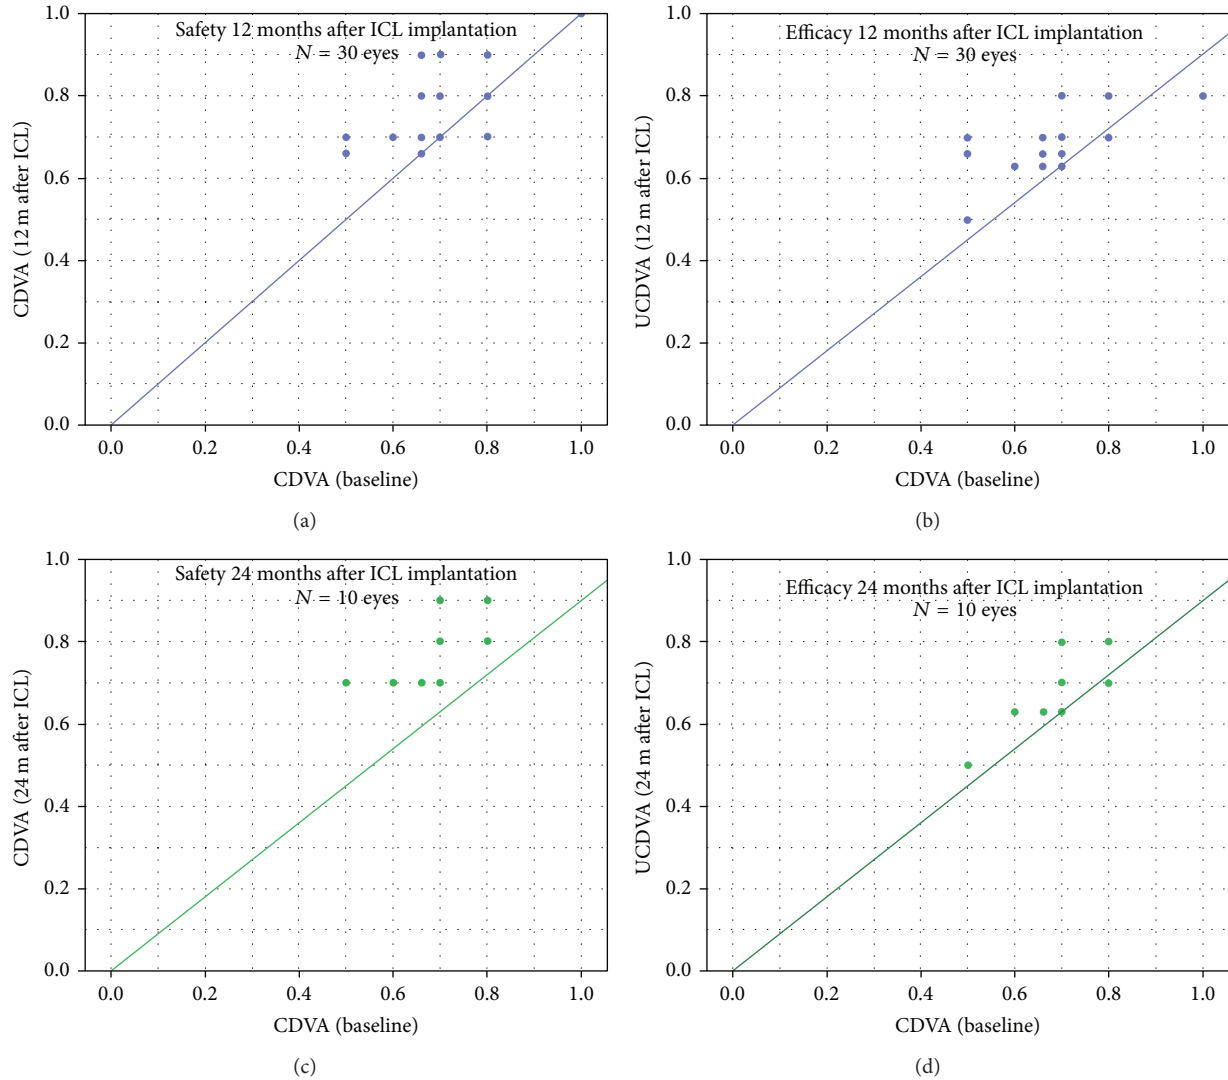 Safety 12 months after ICL implantation
N = 30 eyes
CDVA (12 m after ICL)
1.0
0.8
0.6
0.4
0.2
0.0
0.0 0.2 0.4 0.6 0.8 1.0
CDVA (baseline)
(a)
Efficacy 12 months after ICL implantation
N = 30 eyes
UCDVA (12 m after ICL)
1.0
0.8
0.6
0.4
0.2
0.0
0.0 0.2 0.4 0.6 0.8 1.0
CDVA (baseline)
(b)
Safety 24 months after ICL implantation
N = 10 eyes
CDVA (24 m after ICL)
1.0
0.8
0.6
0.4
0.2
0.0
0.0 0.2 0.4 0.6 0.8 1.0
CDVA (baseline)
(c)
Efficacy 24 months after ICL implantation
N = 10 eyes
UCDVA (24 m after ICL)
1.0
0.8
0.6
0.4
0.2
0.0
0.0 0.2 0.4 0.6 0.8 1.0
CDVA (baseline)
(d)